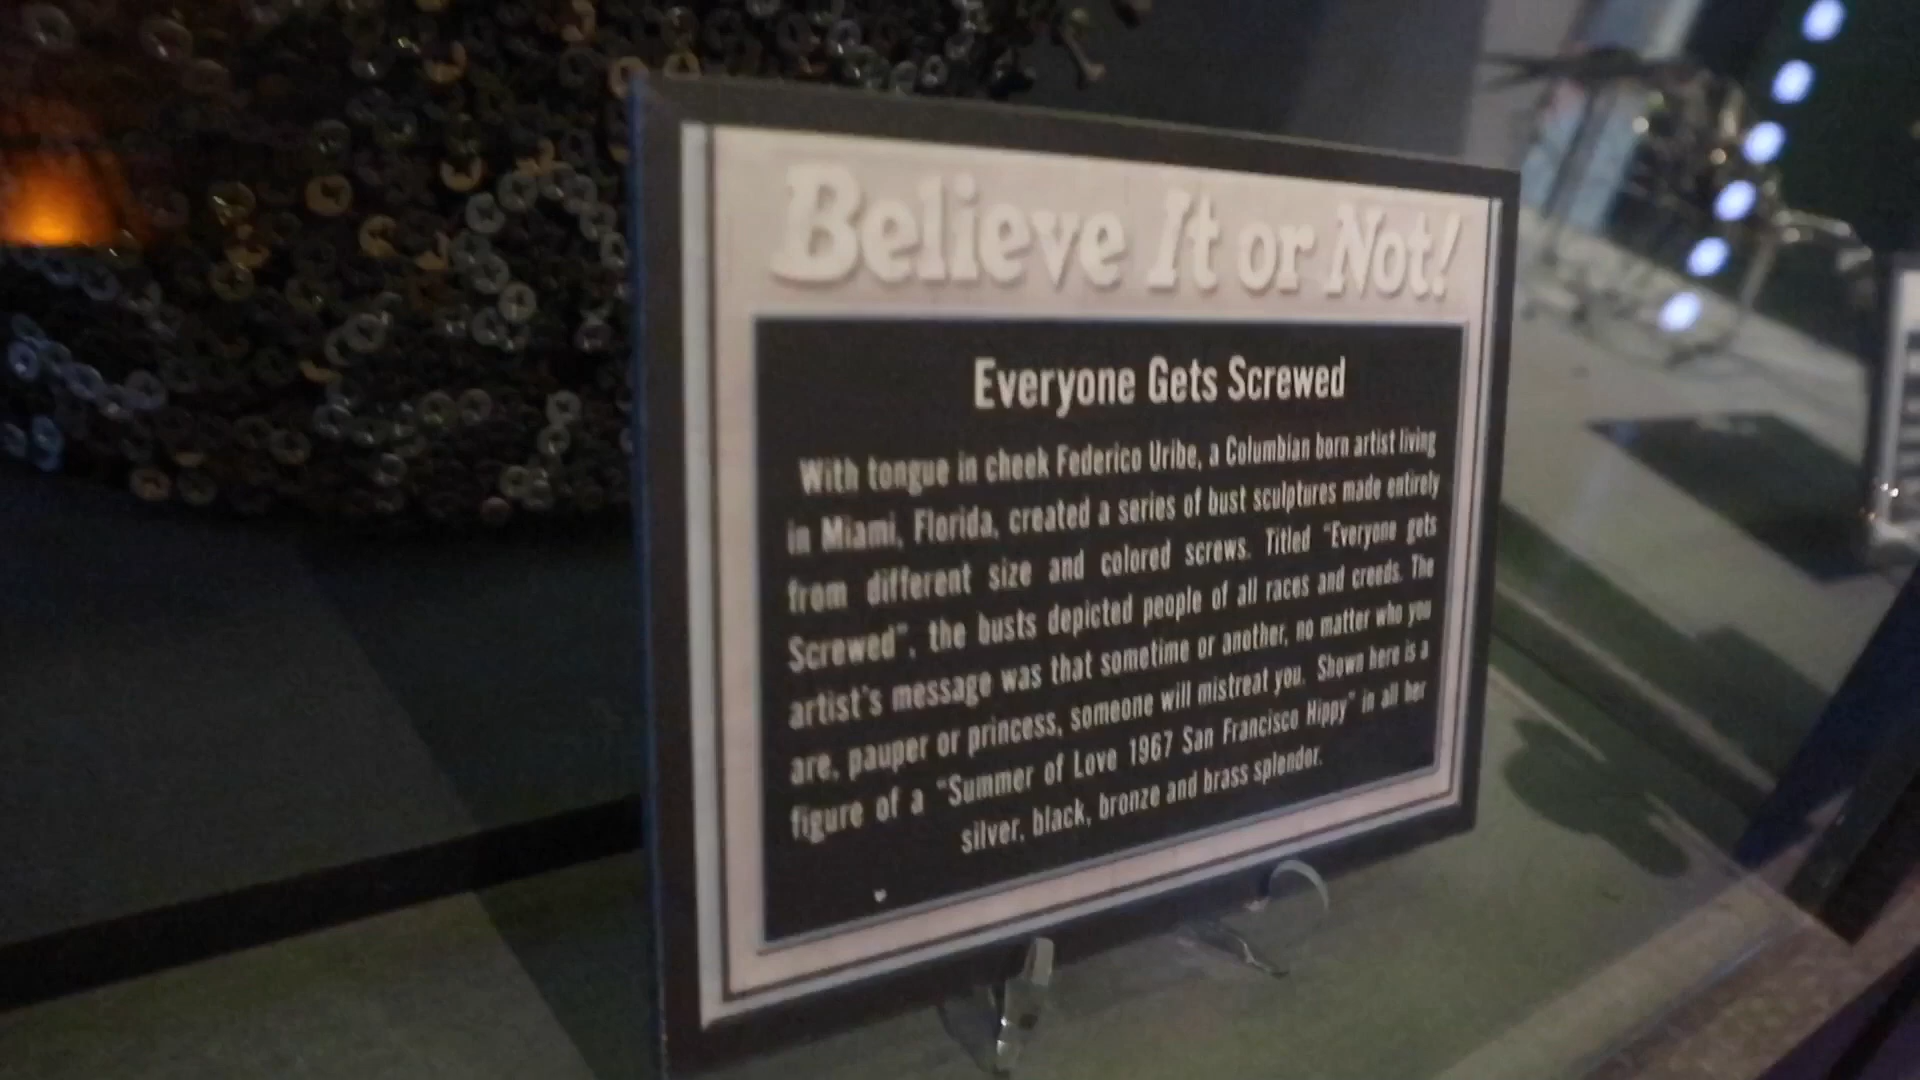 Believe It or Not!
Everyone Gets Screwed
With tongue in cheek Federico Uribe, a Columbian born artist living
in Miami, Florida, created a series of bust sculptures made entirely
from different size and colored screws. Titled "Everyone gets
Screwed", the busts depicted people of all races and creeds. The
artist's message was that sometime or another, no matter who you
are, pauper or princess, someone will mistreat you. Shown here is a
figure of a "Summer of Love 1967 San Francisco Hippy" in all her
silver, black, bronze and brass splendor.